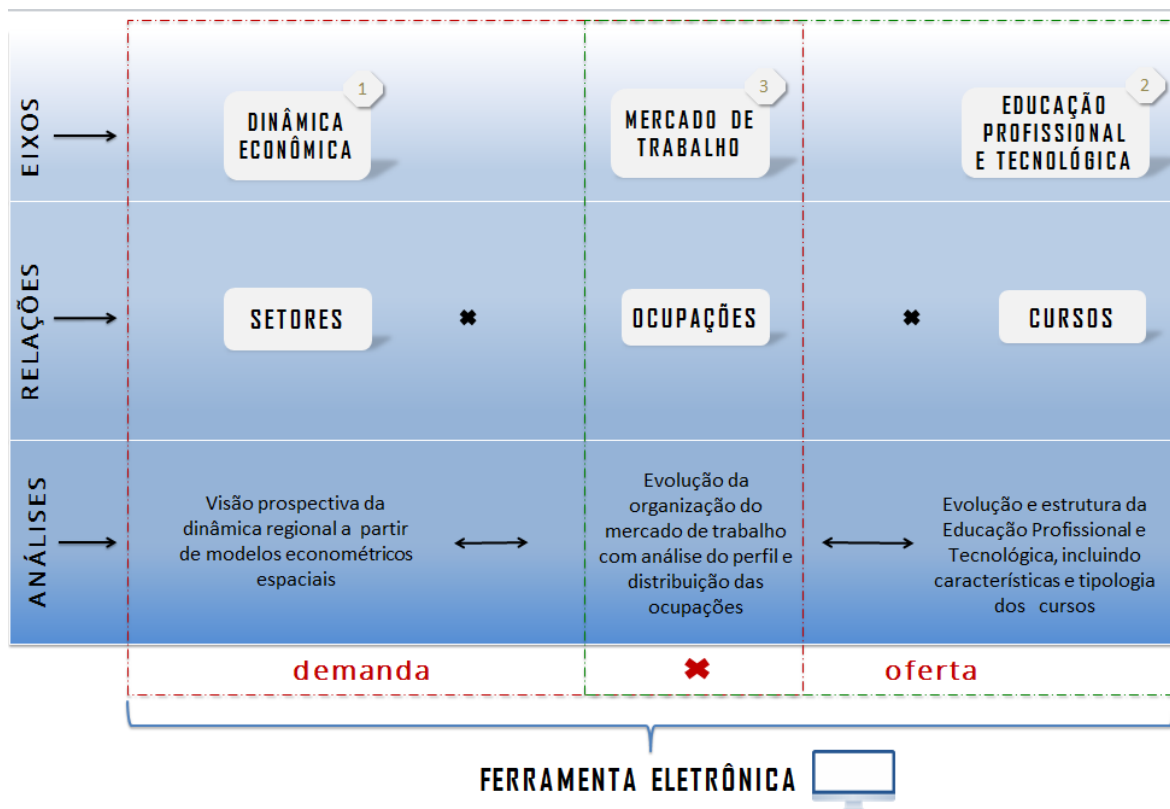 EIXOS
1
DINÂMICA
ECONÔMICA
3
MERCADO DE
TRABALHO
2
EDUCAÇÃO
PROFISSIONAL
E TECNOLÓGICA
RELAÇÕES
SETORES
OCUPAÇÕES
CURSOS
ANÁLISES
Visão prospectiva da
dinâmica regional a partir
de modelos econométricos
espaciais
Evolução da
organização do
mercado de trabalho
com análise do perfil e
distribuição das
ocupações
Evolução e estrutura da
Educação Profissional e
Tecnológica, incluindo
características e tipologia
dos cursos
demanda
oferta
FERRAMENTA ELETRÔNICA